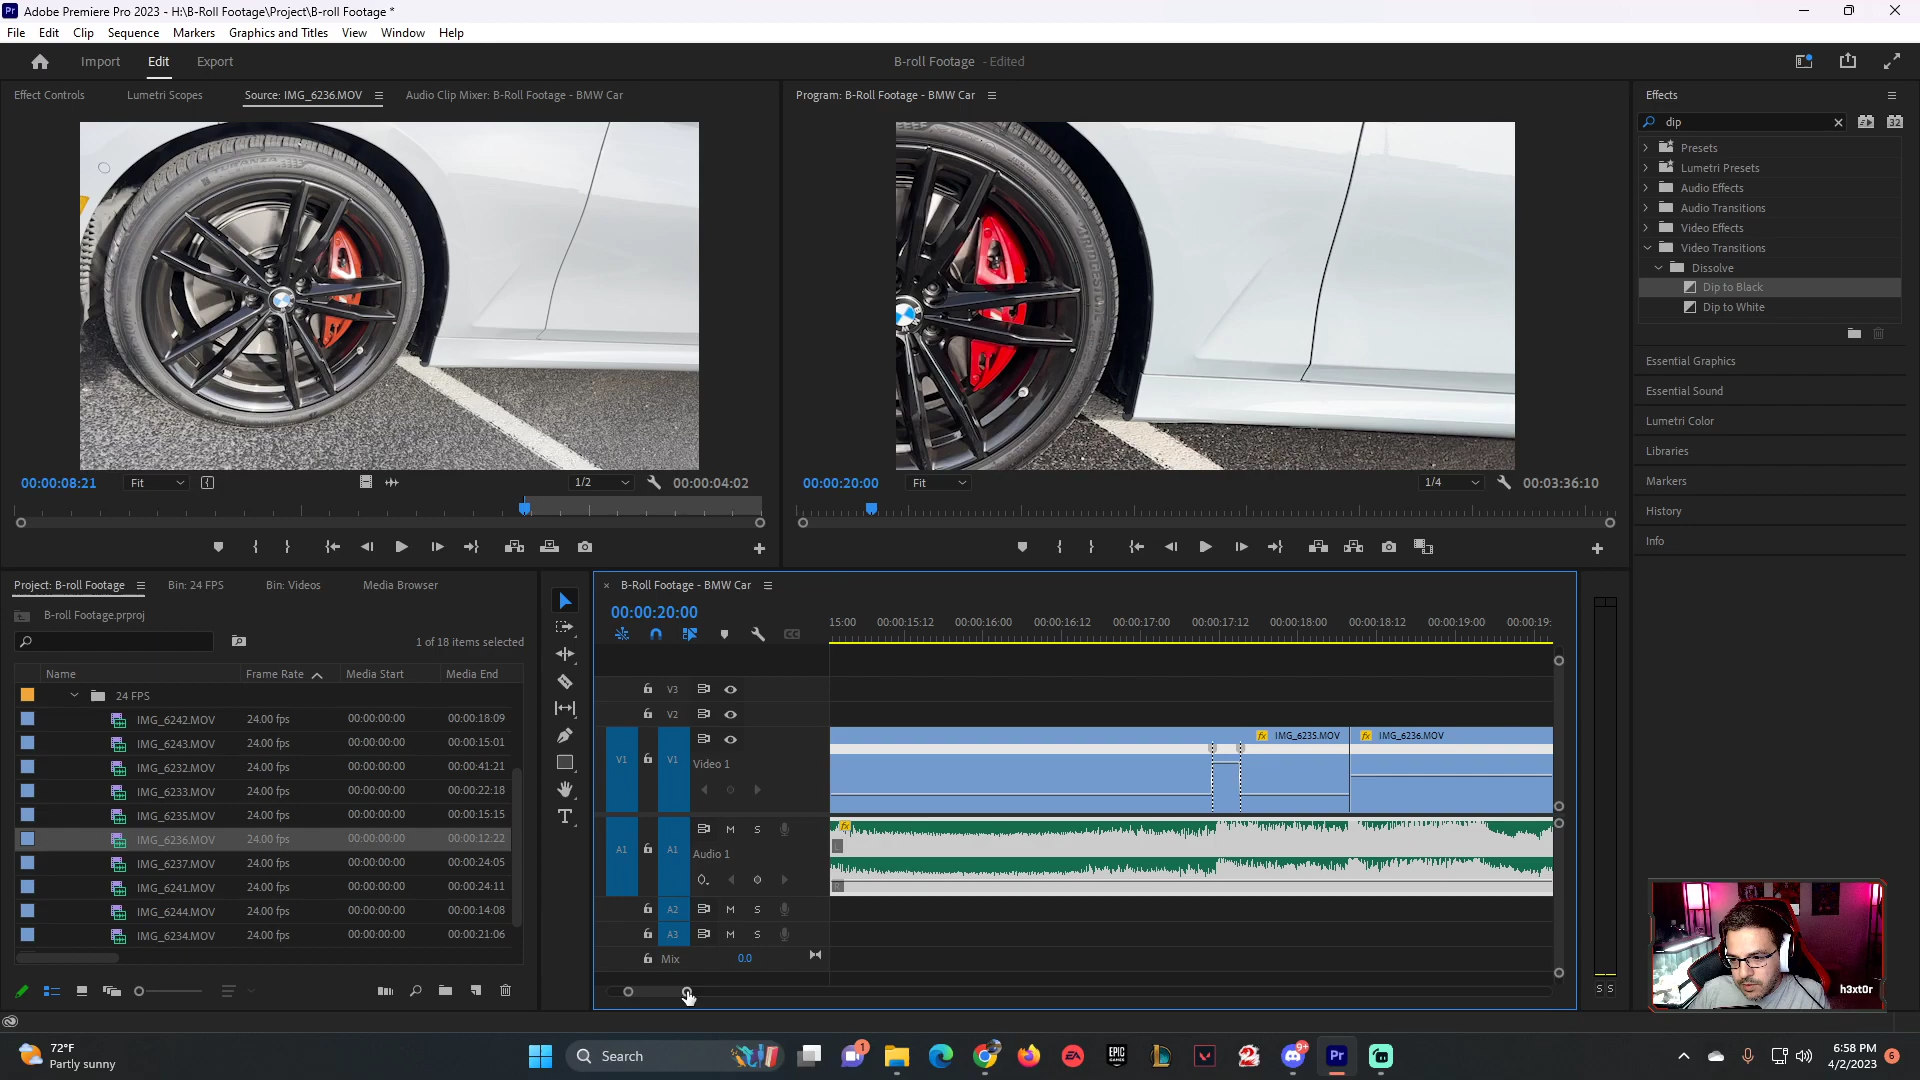 Adobe Premiere Pro 2023 - H:\B-Roll Footage\Project\B-roll Footage *
File Edit Clip Sequence Markers Graphics and Titles View Window Help
Import Edit Export
B-roll Footage - Edited
Effect Controls Lumetri Scopes Source: IMG_6236.MOV Audio Clip Mixer: B-Roll Footage - BMW Car
Program: B-Roll Footage - BMW Car
Effects
dip
32
Presets
Lumetri Presets
Audio Effects
Audio Transitions
Video Effects
Video Transitions
Dissolve
Dip to Black
Dip to White
Essential Graphics
Essential Sound
Lumetri Color
Libraries
Markers
History
Info
00:00:08:21 Fit 1/2 00:00:04:02
00:00:20:00 Fit 1/4 00:03:36:10
Project: B-roll Footage Bin: 24 FPS Bin: Videos Media Browser
B-roll Footage.prproj
1 of 18 items selected
Name Frame Rate Media Start Media End
24 FPS
IMG_6242.MOV 24.00 fps 00:00:00:00 00:00:18:09
IMG_6243.MOV 24.00 fps 00:00:00:00 00:00:15:01
IMG_6232.MOV 24.00 fps 00:00:00:00 00:00:41:21
IMG_6233.MOV 24.00 fps 00:00:00:00 00:00:22:18
IMG_6235.MOV 24.00 fps 00:00:00:00 00:00:15:15
IMG_6236.MOV 24.00 fps 00:00:00:00 00:00:12:22
IMG_6237.MOV 24.00 fps 00:00:00:00 00:00:24:05
IMG_6241.MOV 24.00 fps 00:00:00:00 00:00:24:11
IMG_6244.MOV 24.00 fps 00:00:00:00 00:00:14:08
IMG_6234.MOV 24.00 fps 00:00:00:00 00:00:21:06
B-Roll Footage - BMW Car
00:00:20:00
15:00 00:00:15:12 00:00:16:00 00:00:16:12 00:00:17:00 00:00:17:12 00:00:18:00 00:00:18:12 00:00:19:00 00:00:19:
V3
V2
V1 V1 Video 1
fx IMG_6235.MOV fx IMG_6236.MOV
A1 A1 M S
Audio 1
fx
L
R
A2 M S
A3 M S
Mix 0.0
S S
h3xt0r
72°F
Partly sunny
Search
1
EA
EPIC GAMES
9+
Pr
6:58 PM
4/2/2023
6